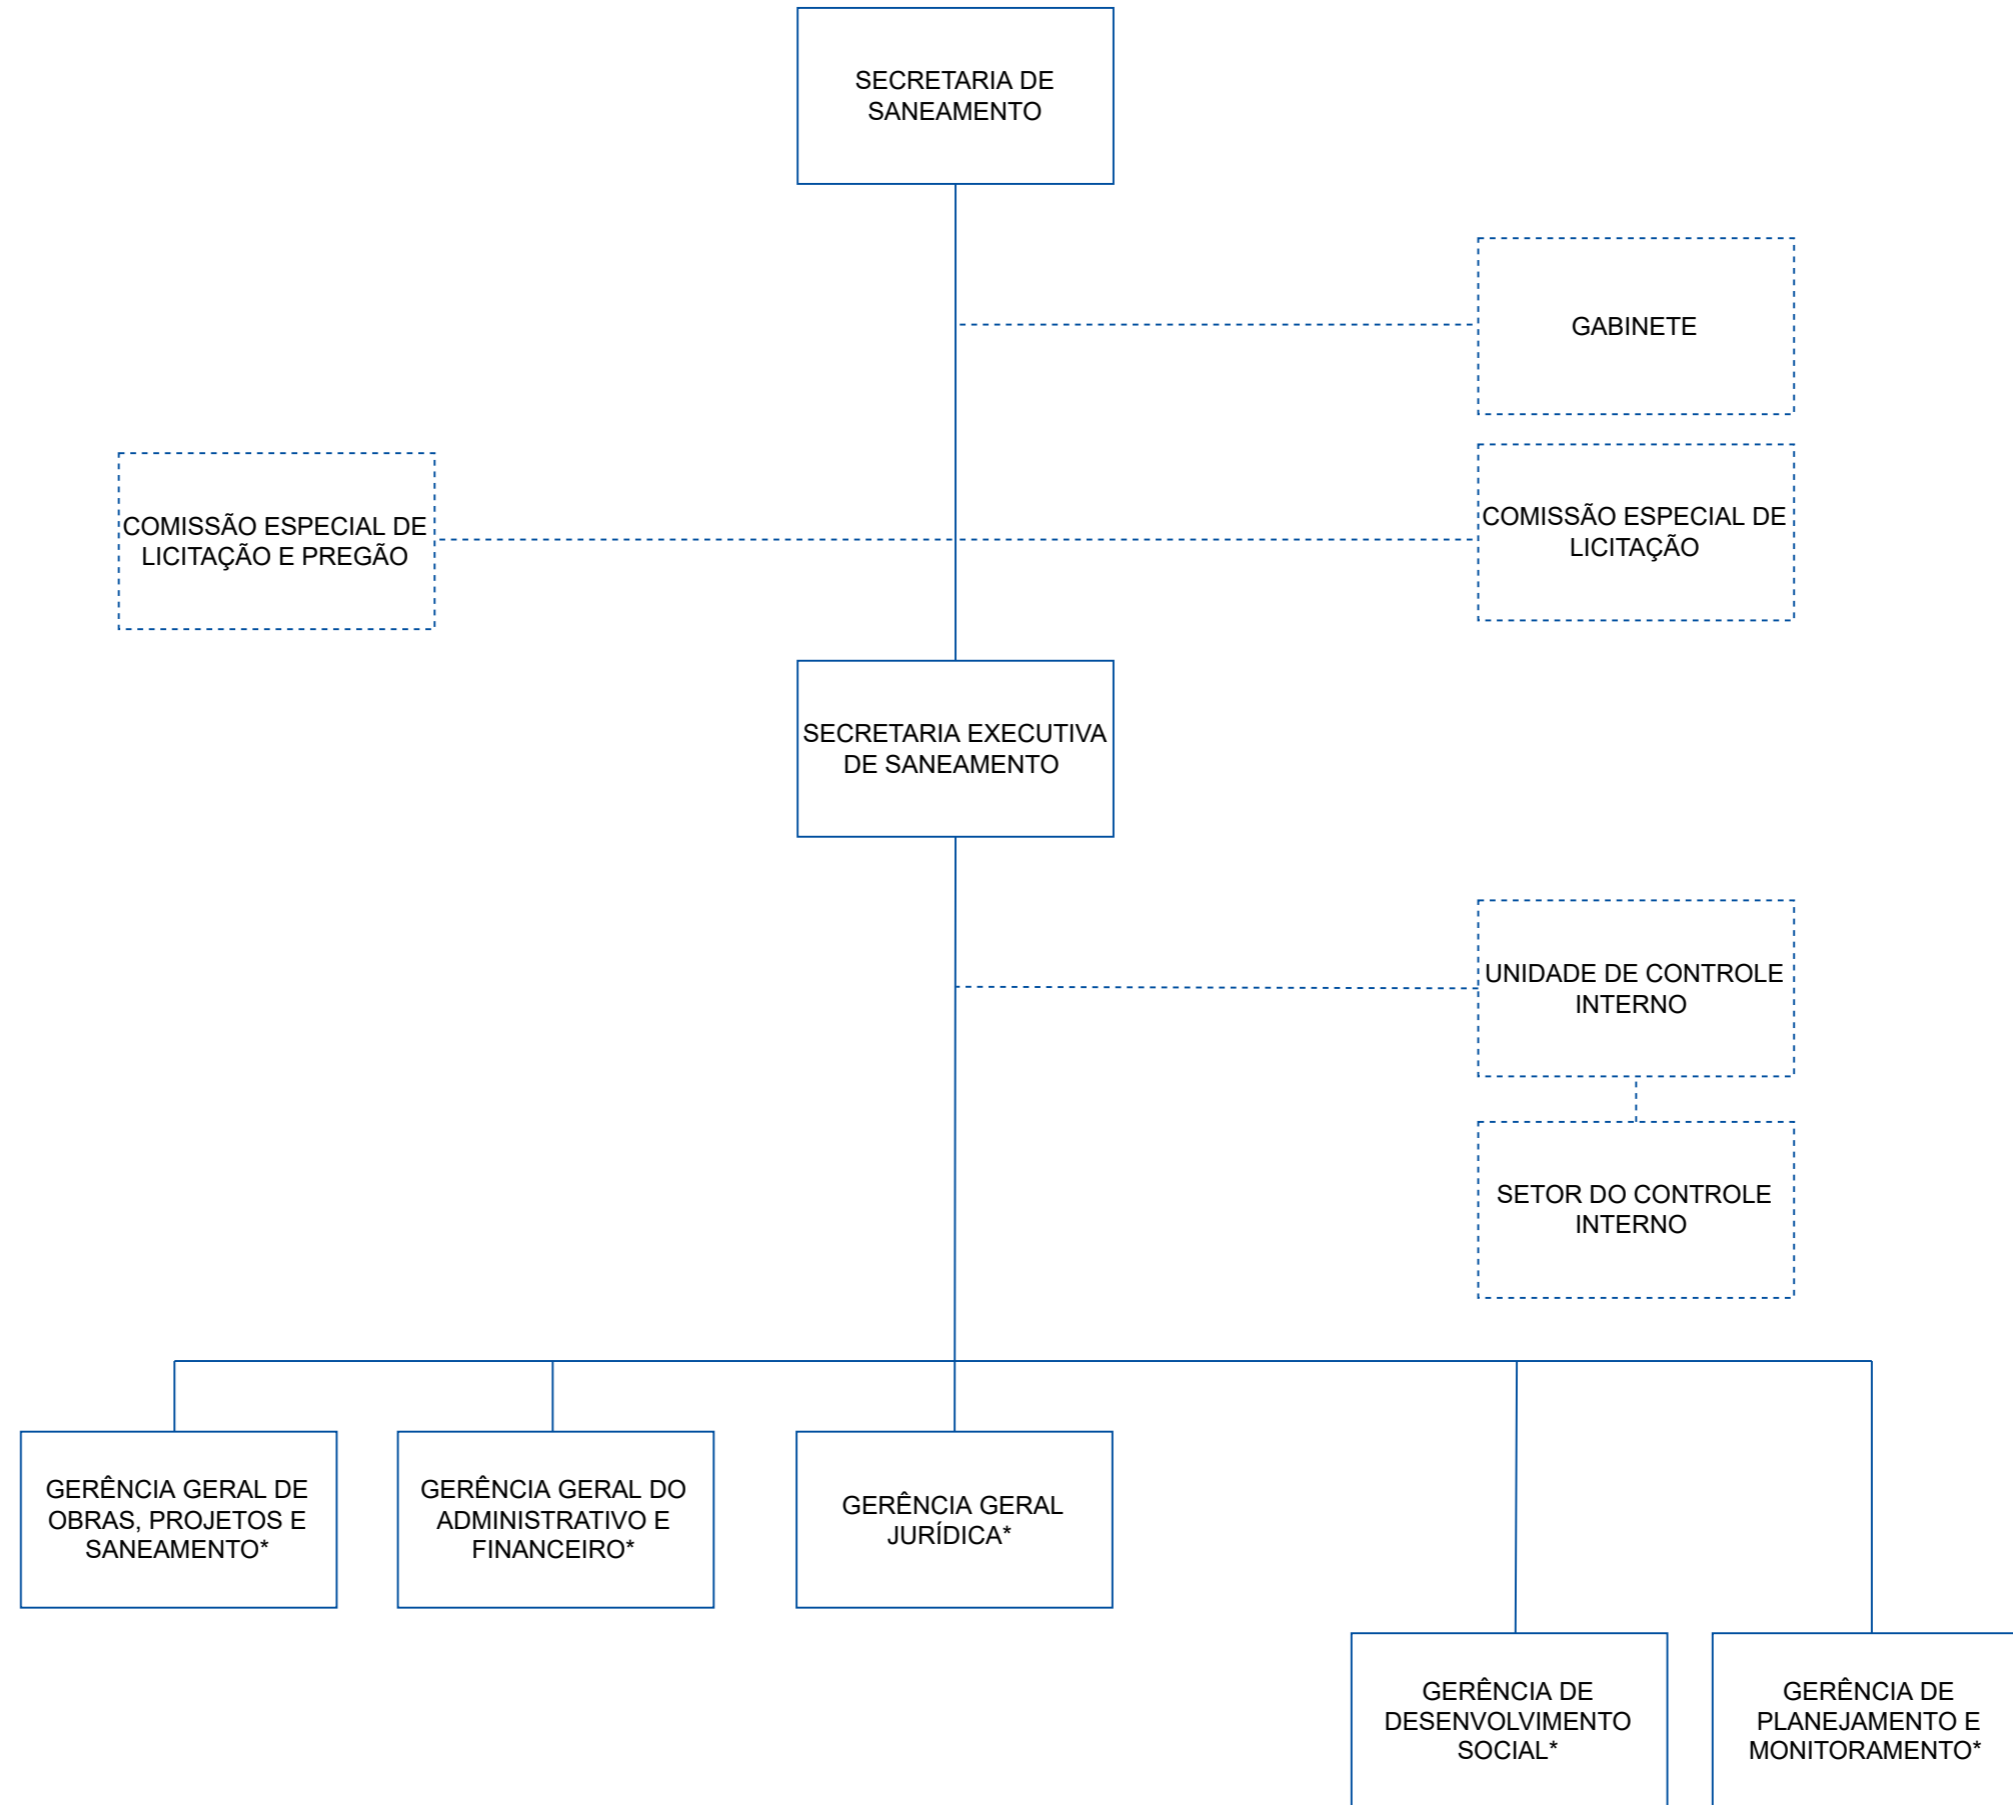 SECRETARIA DE
SANEAMENTO
GABINETE
COMISSÃO ESPECIAL DE
LICITAÇÃO E PREGÃO
COMISSÃO ESPECIAL DE
LICITAÇÃO
SECRETARIA EXECUTIVA
DE SANEAMENTO
UNIDADE DE CONTROLE
INTERNO
SETOR DO CONTROLE
INTERNO
GERÊNCIA GERAL DE
OBRAS, PROJETOS E
SANEAMENTO*
GERÊNCIA GERAL DO
ADMINISTRATIVO E
FINANCEIRO*
GERÊNCIA GERAL
JURÍDICA*
GERÊNCIA DE
DESENVOLVIMENTO
SOCIAL*
GERÊNCIA DE
PLANEJAMENTO E
MONITORAMENTO*